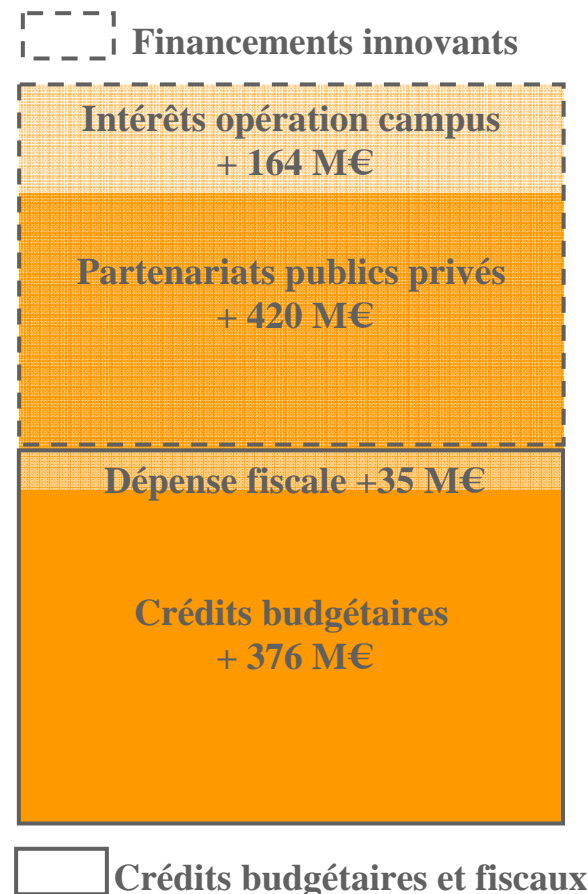 Financements innovants
Intérêts opération campus
+ 164 M€
Partenariats publics privés
+ 420 M€
Dépense fiscale +35 M€
Crédits budgétaires
+ 376 M€
Crédits budgétaires et fiscaux